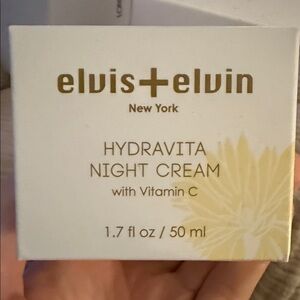 elvis+elvin
New York
HYDRAVITA
NIGHT CREAM
with Vitamin C
1.7 fl oz / 50 ml